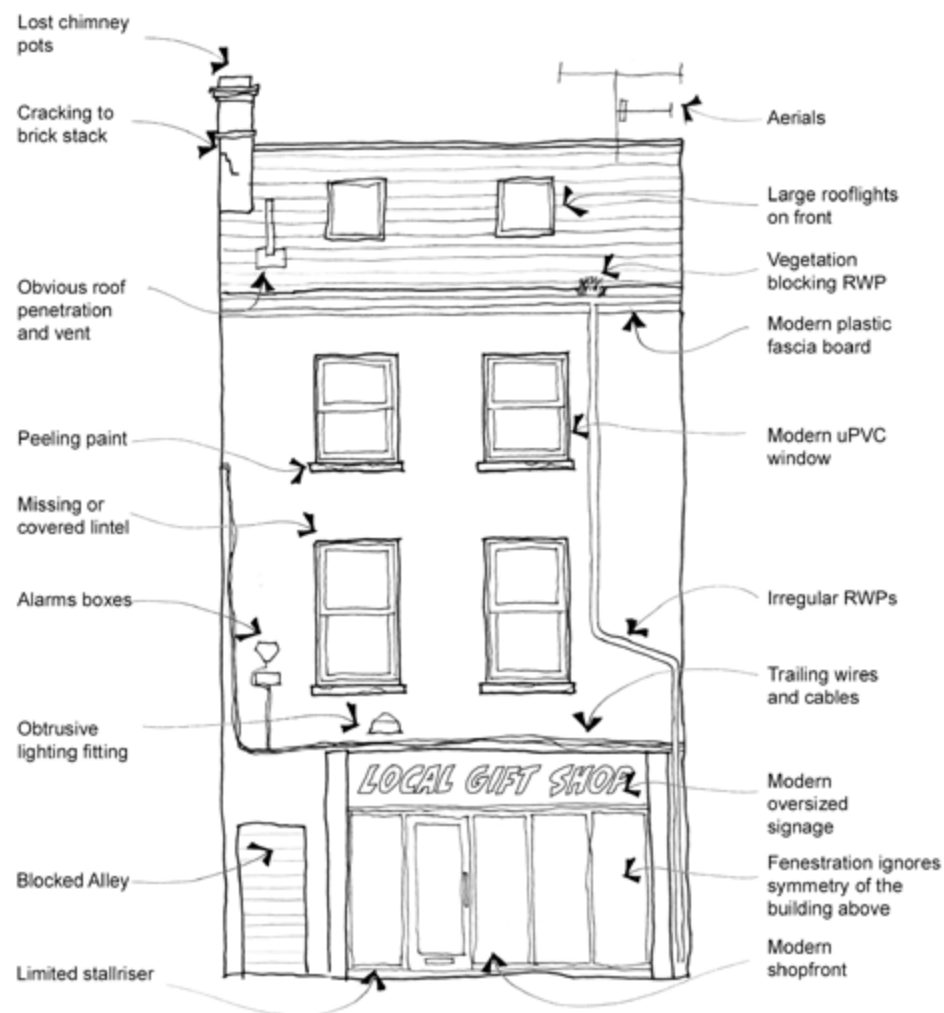 Lost chimney
pots
Cracking to
brick stack
Obvious roof
penetration
and vent
Peeling paint
Missing or
covered lintel
Alarms boxes
Obtrusive
lighting fitting
Blocked Alley
Limited stallriser
LOCAL GIFT SHOP
Aerials
Large rooflights
on front
Vegetation
blocking RWP
Modern plastic
fascia board
Modern uPVC
window
Irregular RWPs
Trailing wires
and cables
Modern
oversized
signage
Fenestration ignores
symmetry of the
building above
Modern
shopfront